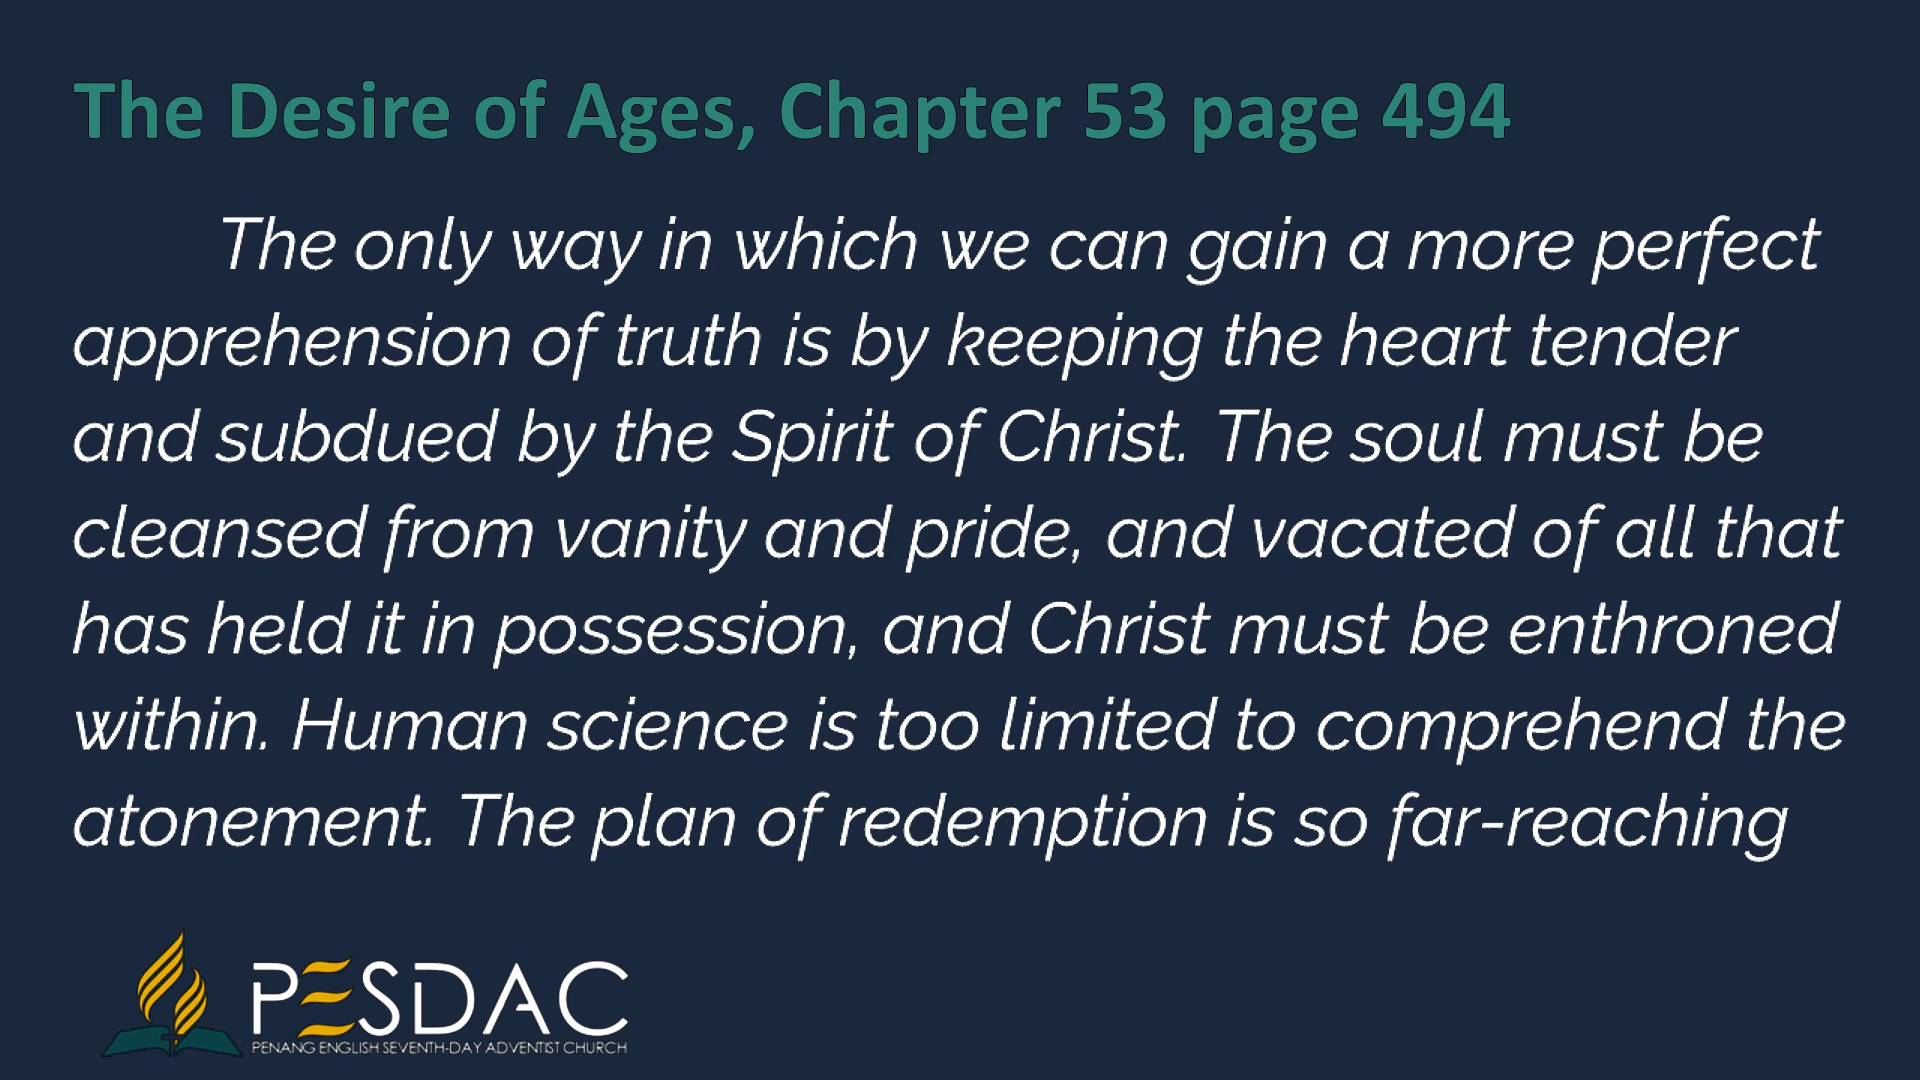 The Desire of Ages, Chapter 53 page 494
The only way in which we can gain a more perfect
apprehension of truth is by keeping the heart tender
and subdued by the Spirit of Christ. The soul must be
cleansed from vanity and pride, and vacated of all that
has held it in possession, and Christ must be enthroned
within. Human science is too limited to comprehend the
atonement. The plan of redemption is so far-reaching
PESDAC
PENANG ENGLISH SEVENTH-DAY ADVENTIST CHURCH